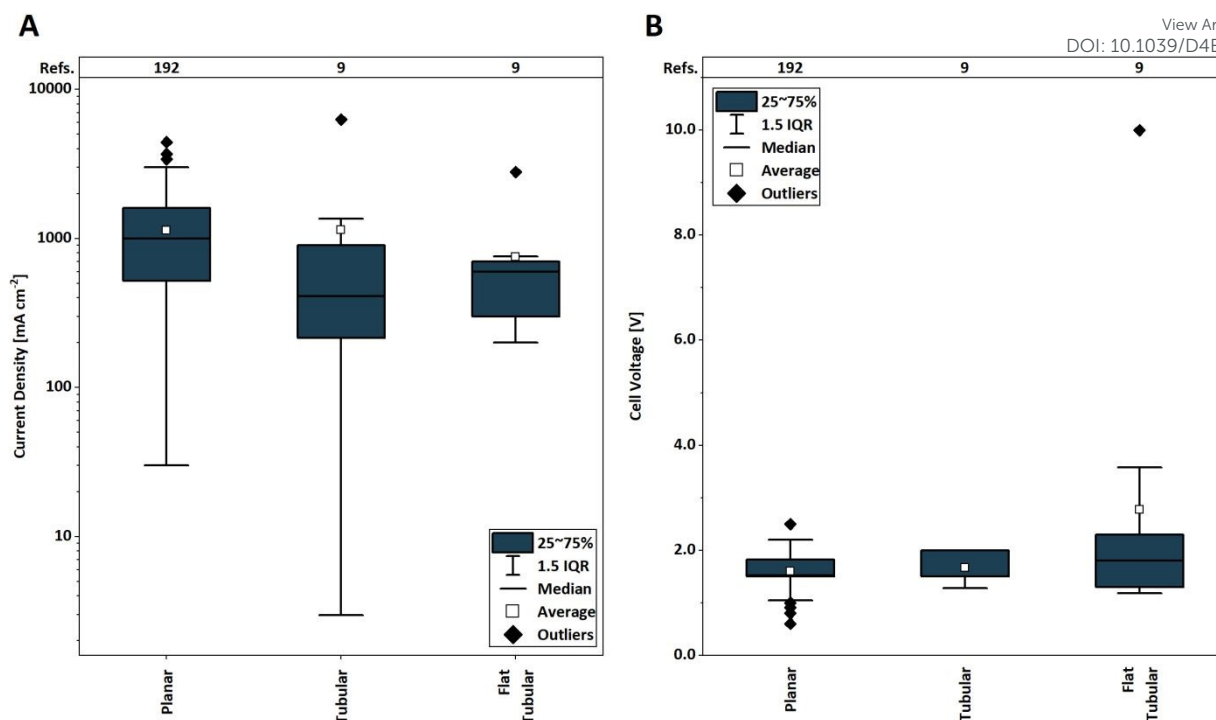 A
B
View Ar
DOI: 10.1039/D4E
Refs. 192 9 9
Refs. 192 9 9
10000
1000
100
10
Current Density [mA cm⁻²]
25~75%
1.5 IQR
Median
Average
Outliers
Planar
Tubular
Flat
Tubular
10.0
8.0
6.0
4.0
2.0
0.0
Cell Voltage [V]
25~75%
1.5 IQR
Median
Average
Outliers
Planar
Tubular
Flat
Tubular